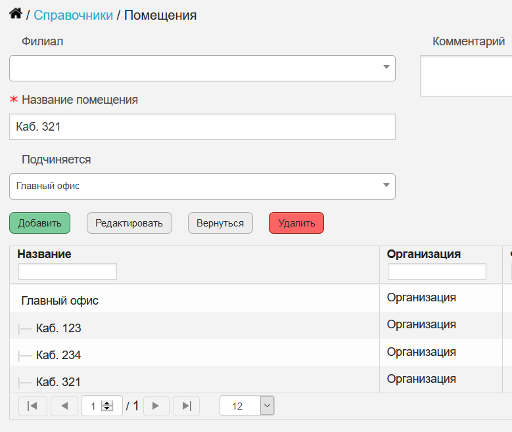 / Справочники / Помещения
Филиал
Комментарий
* Название помещения
Каб. 321
Подчиняется
Главный офис
Добавить Редактировать Вернуться Удалить
Название Организация
Главный офис Организация
Каб. 123 Организация
Каб. 234 Организация
Каб. 321 Организация
1 / 1 12